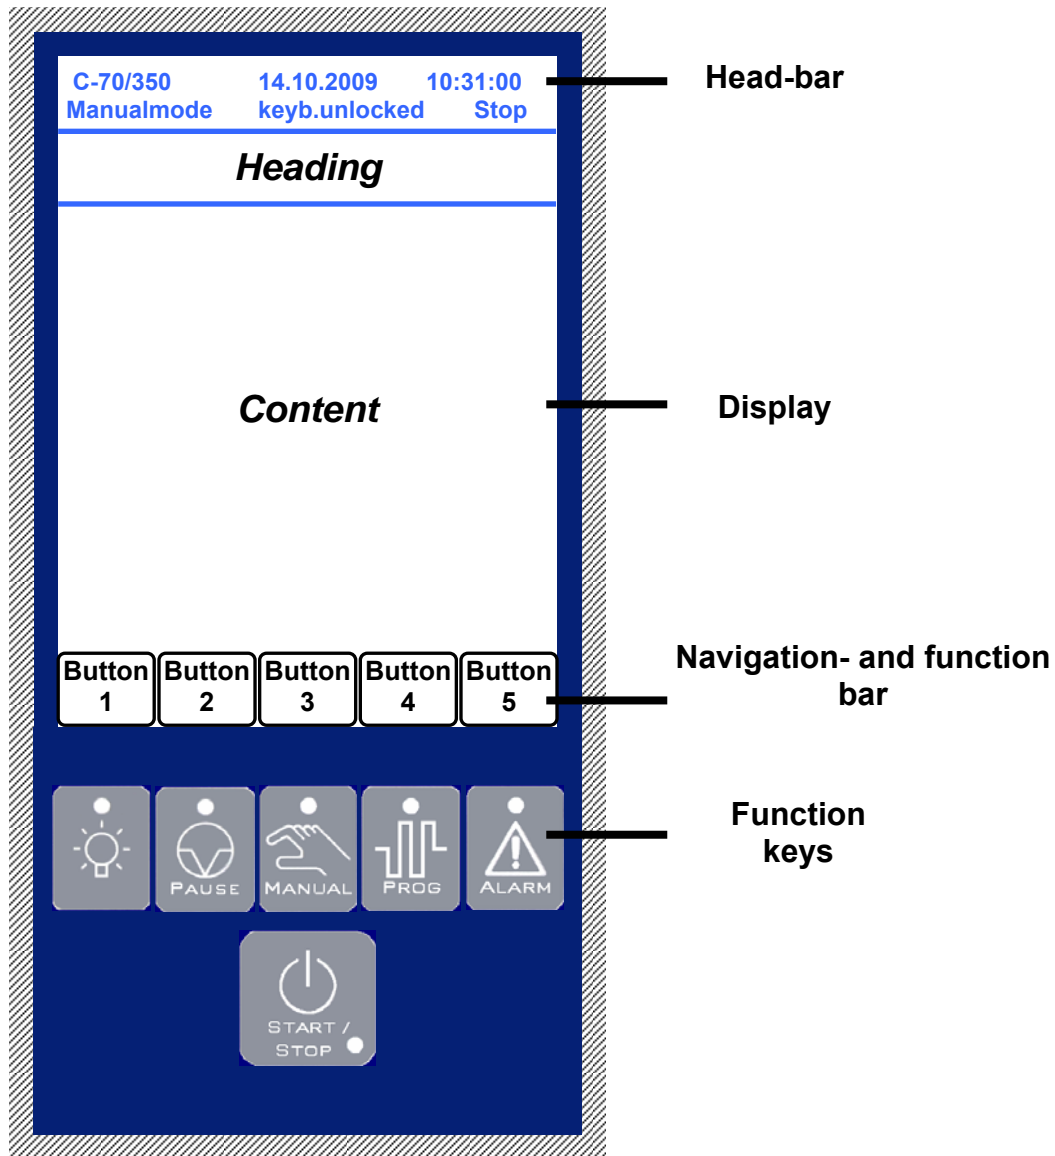 C-70/350 14.10.2009 10:31:00
Head-bar
Manualmode keyb.unlocked Stop
Heading
Content
Display
Button 1
Button 2
Button 3
Button 4
Button 5
Navigation- and function
bar
PAUSE
MANUAL
PROG
ALARM
Function
keys
START /
STOP